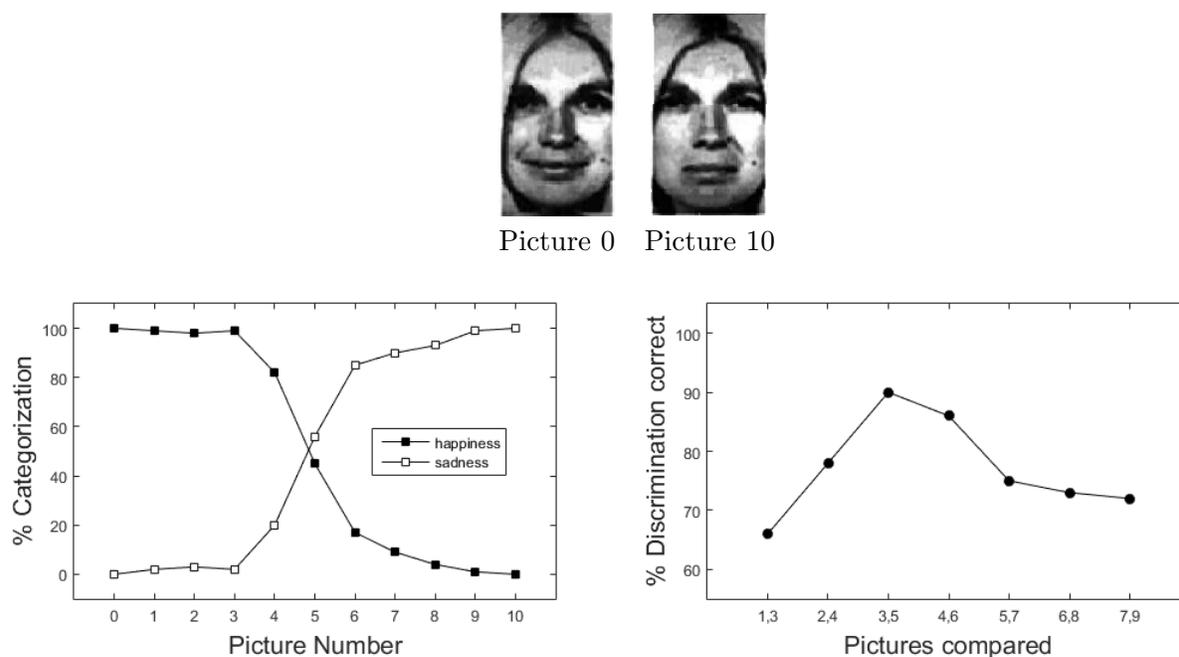 Picture 0
Picture 10
% Categorization
100
80
60
40
20
0
happiness
sadness
0 1 2 3 4 5 6 7 8 9 10
Picture Number
% Discrimination correct
100
90
80
70
60
1,3 2,4 3,5 4,6 5,7 6,8 7,9
Pictures compared